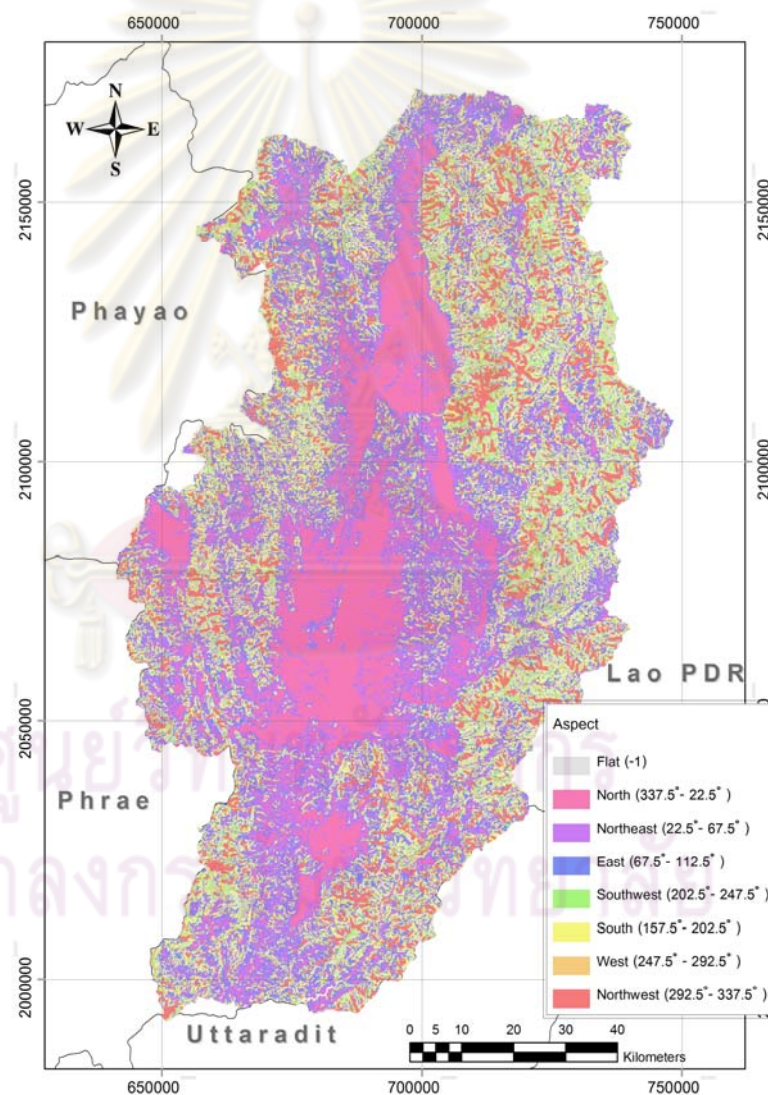 650000 700000 750000
N
W E
S
2150000 2150000
Phayao
2100000 2100000
Lao PDR
2050000
Aspect
Flat (-1)
North (337.5°- 22.5° )
Northeast (22.5°- 67.5° )
East (67.5°- 112.5° )
Southwest (202.5°- 247.5° )
South (157.5°- 202.5° )
West (247.5° - 292.5° )
Northwest (292.5°- 337.5° )
Phrae
2000000
Uttaradit
0 5 10 20 30 40
Kilometers
650000 700000 750000